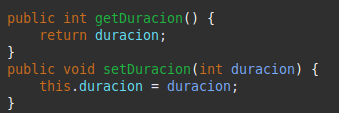 public int getDuracion() {
    return duracion;
}
public void setDuracion(int duracion) {
    this.duracion = duracion;
}